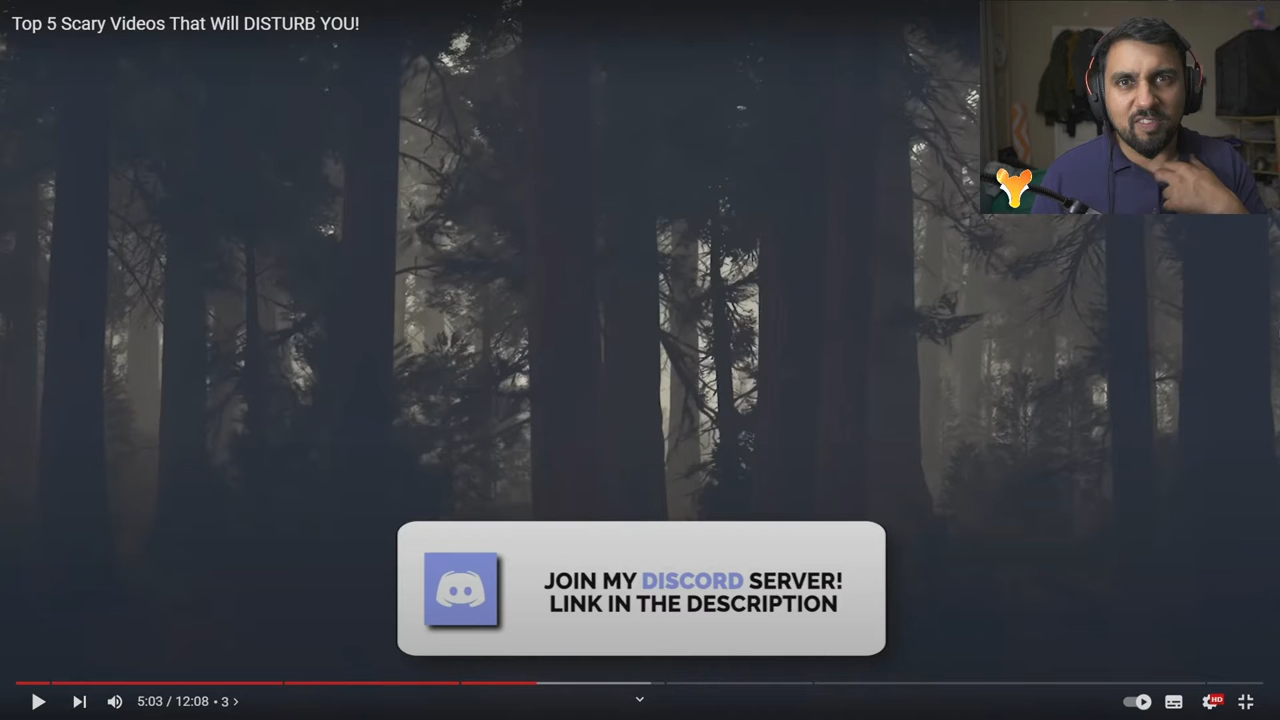 Top 5 Scary Videos That Will DISTURB YOU!
JOIN MY DISCORD SERVER!
LINK IN THE DESCRIPTION
5:03 / 12:08 • 3 ›
HD